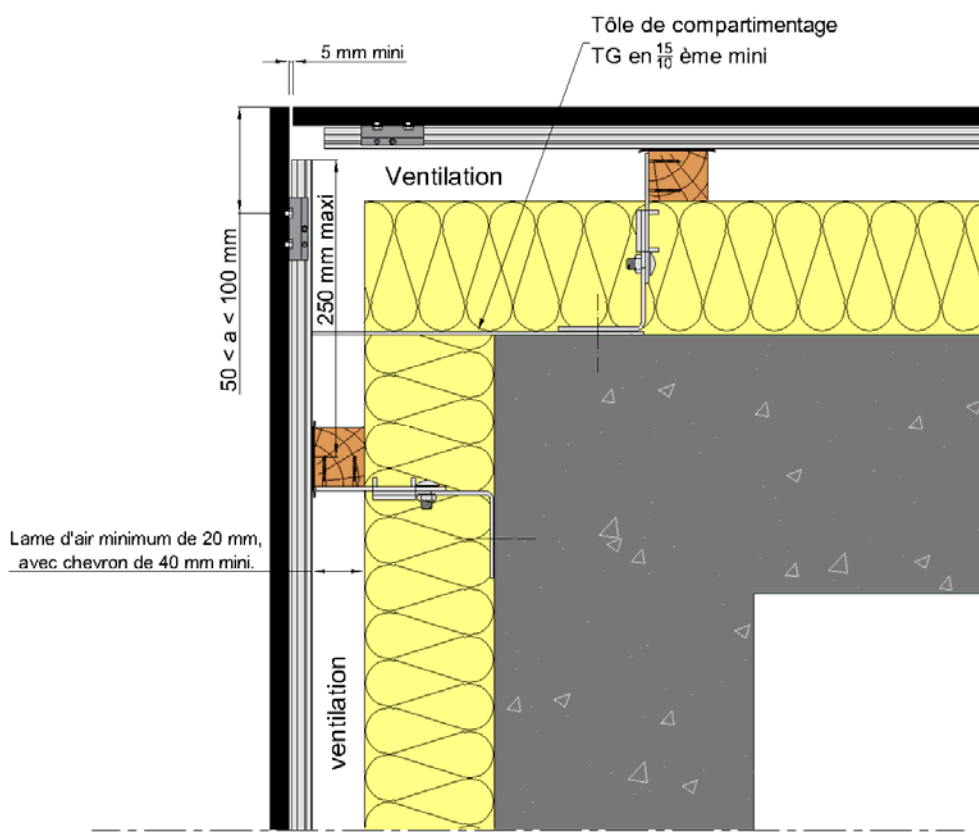 Tôle de compartimentage
TG en 15/10 ème mini
5 mm mini
Ventilation
250 mm maxi
50 < a < 100 mm
Lame d'air minimum de 20 mm,
avec chevron de 40 mm mini.
ventilation